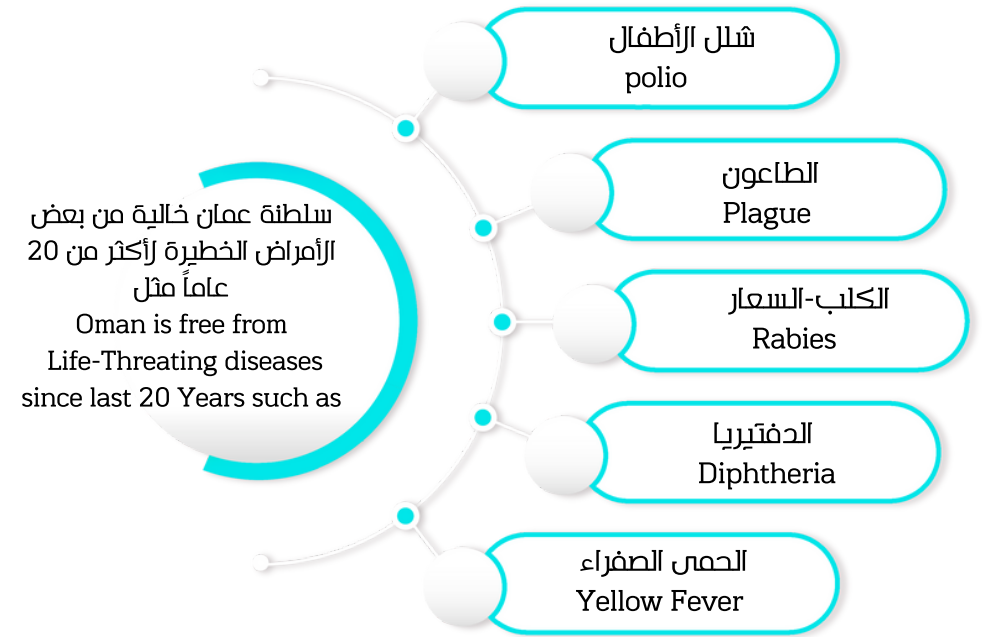 سلطنة عمان خالية من بعض
الأمراض الخطيرة لأكثر من 20
عاماً مثل
Oman is free from
Life-Threating diseases
since last 20 Years such as
شلل الأطفال
polio
الطاعون
Plague
الكلب-السعار
Rabies
الدفتيريا
Diphtheria
الحمى الصفراء
Yellow Fever